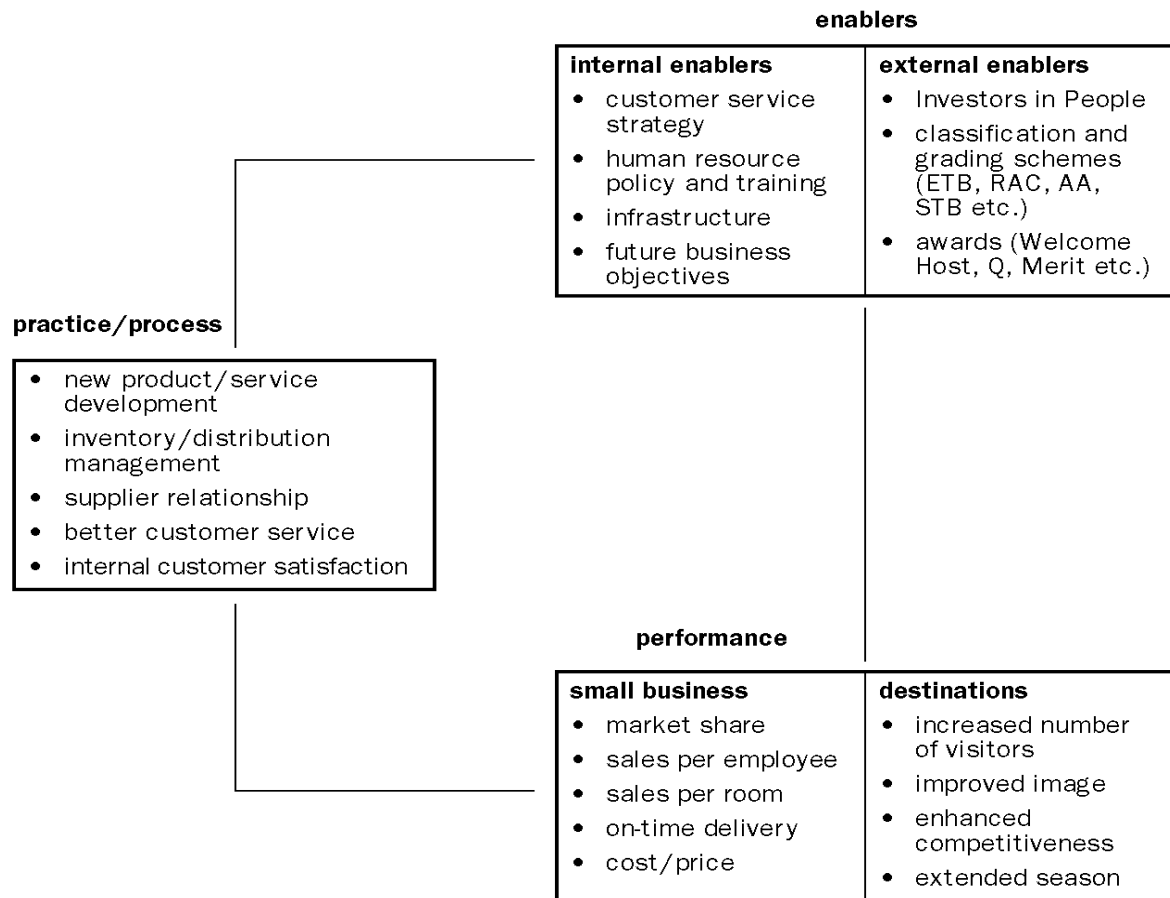 enablers
internal enablers
• customer service
strategy
• human resource
policy and training
• infrastructure
• future business
objectives
external enablers
• Investors in People
• classification and
grading schemes
(ETB, RAC, AA,
STB etc.)
• awards (Welcome
Host, Q, Merit etc.)
practice/process
• new product/service
development
• inventory/distribution
management
• supplier relationship
• better customer service
• internal customer satisfaction
performance
small business
• market share
• sales per employee
• sales per room
• on-time delivery
• cost/price
destinations
• increased number
of visitors
• improved image
• enhanced
competitiveness
• extended season